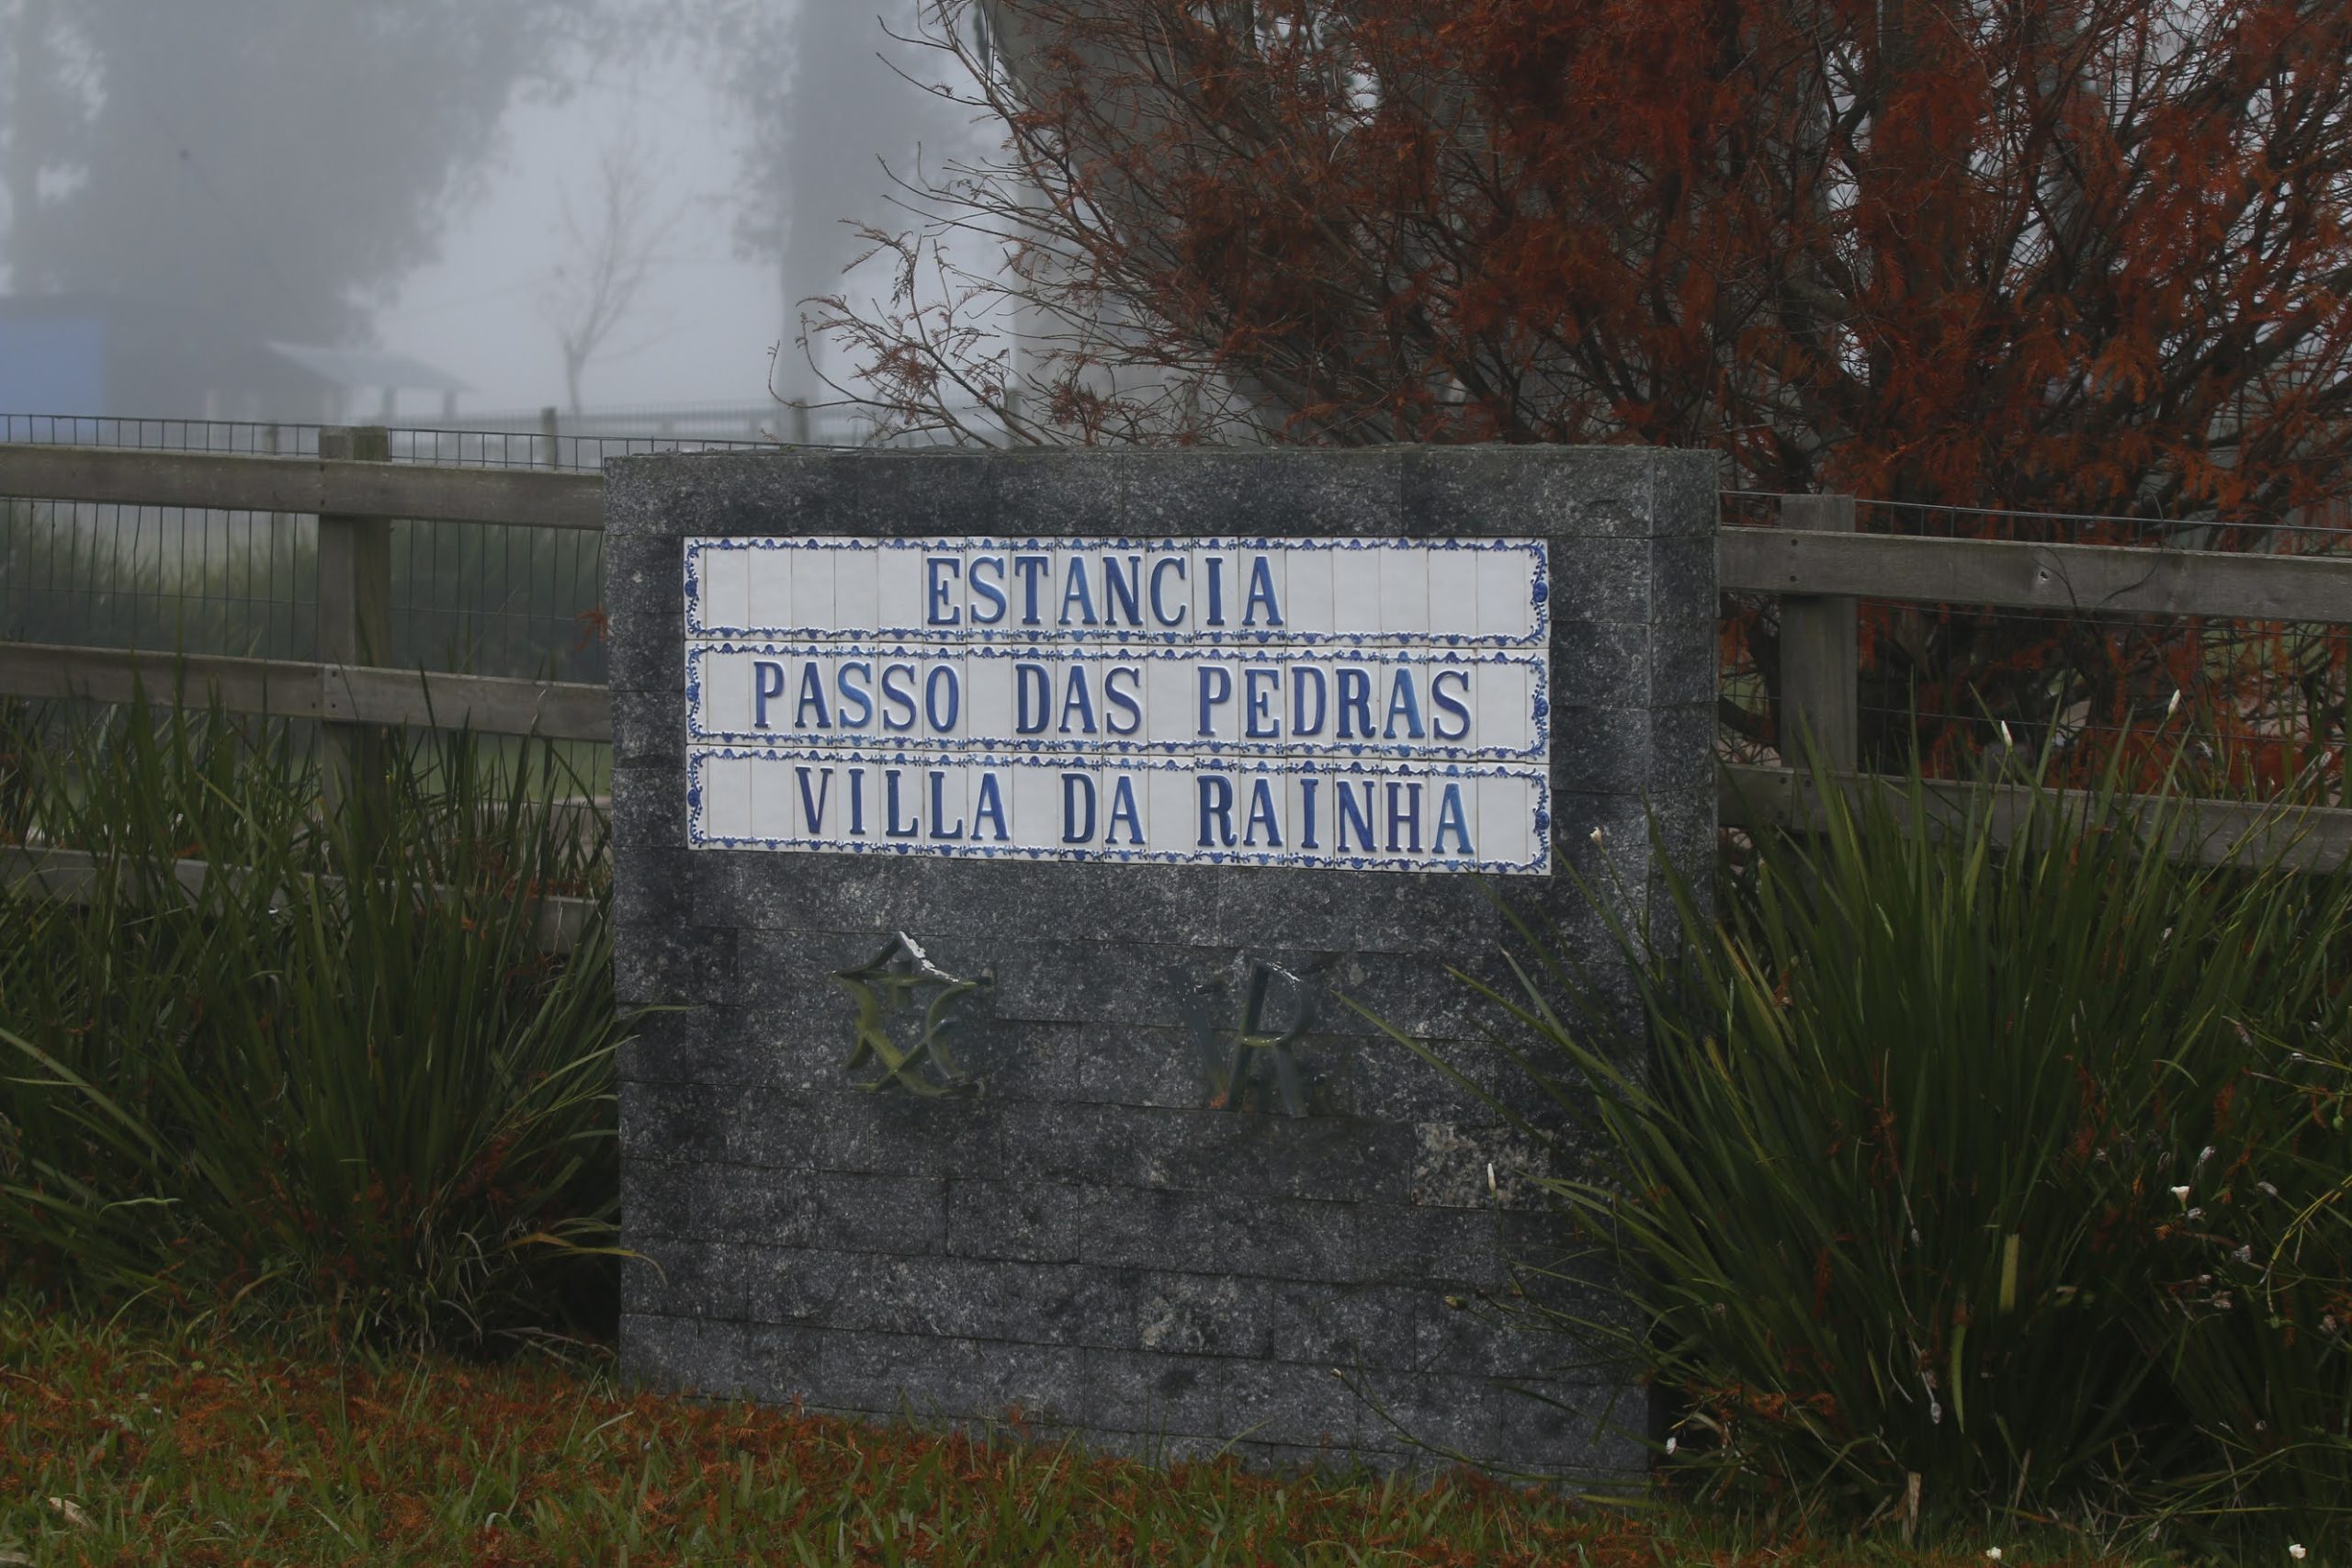 ESTANCIA
PASSO DAS PEDRAS
VILLA DA RAINHA